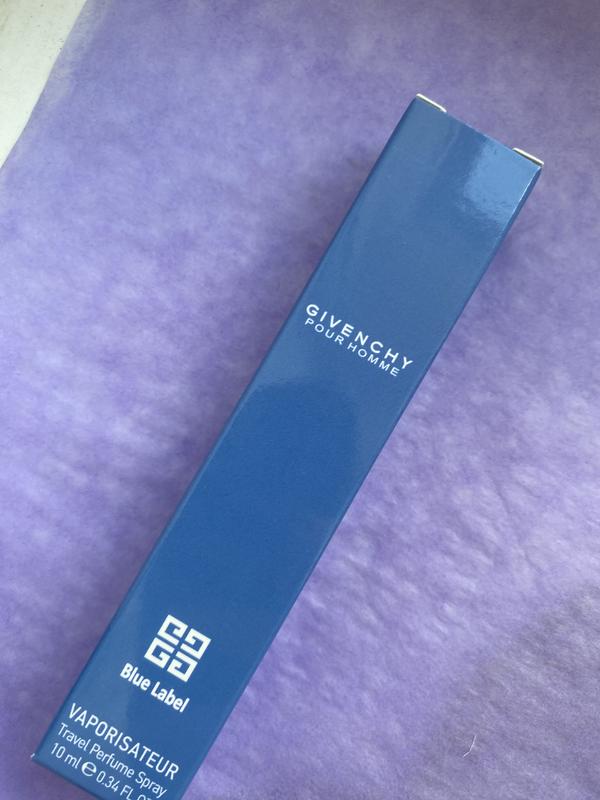 GIVENCHY
POUR HOMME
Blue Label
VAPORISATEUR
Travel Perfume Spray
10 ml ℮ 0.34 FL